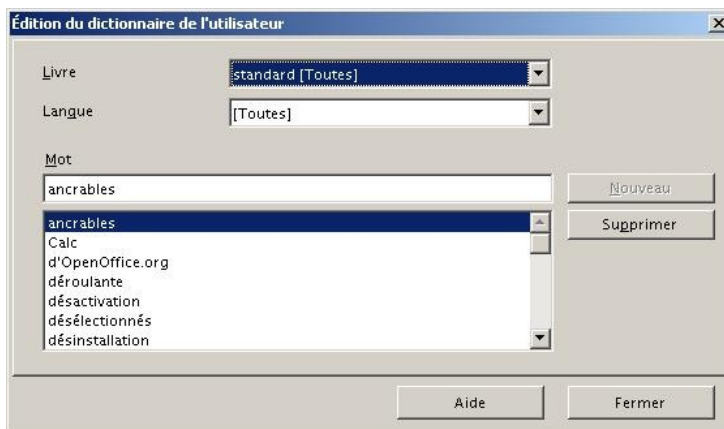 Édition du dictionnaire de l'utilisateur
Livre
standard [Toutes]
Langue
[Toutes]
Mot
ancrables
Nouveau
ancrables
Supprimer
Calc
d'OpenOffice.org
déroulante
désactivation
désélectionnés
désinstallation
Aide
Fermer